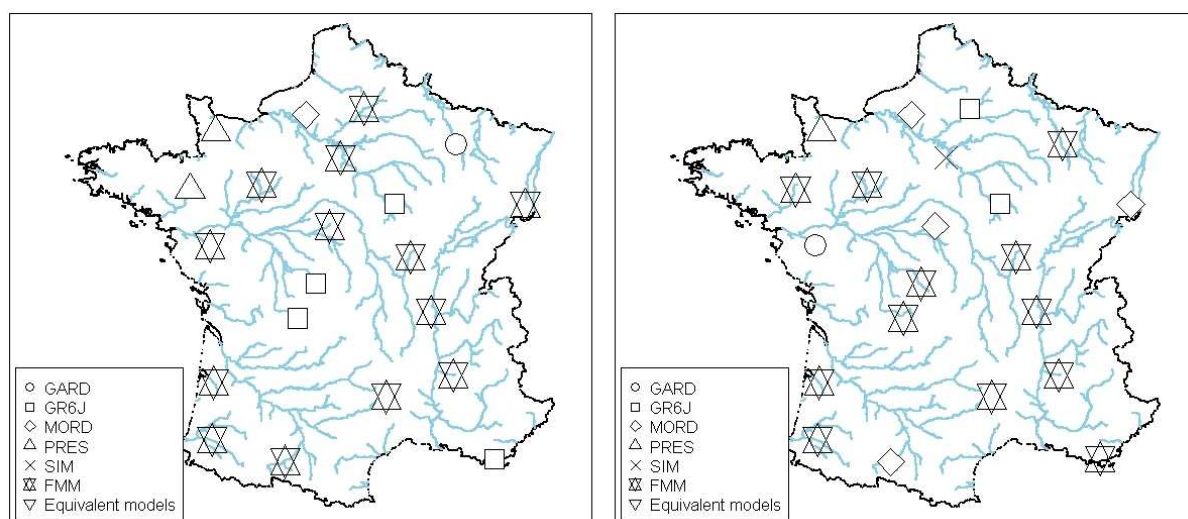 GARD
GR6J
MORD
PRES
SIM
FMM
Equivalent models
GARD
GR6J
MORD
PRES
SIM
FMM
Equivalent models